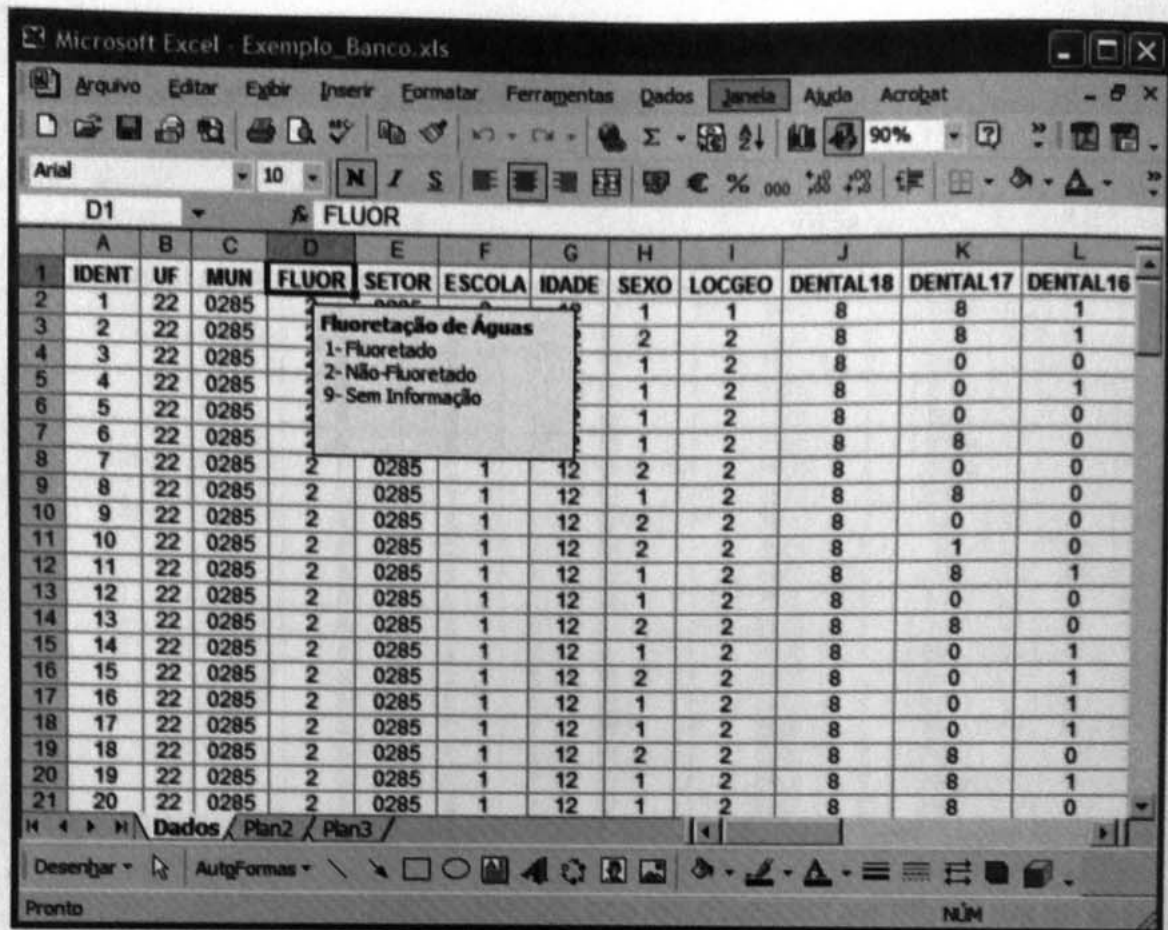 Microsoft Excel - Exemplo_Banco.xls
Arquivo Editar Exibir Inserir Formatar Ferramentas Dados Janela Ajuda Acrobat
90%
Arial 10 N I S € % 000
D1 fx FLUOR
A B C D E F G H I J K L
1 IDENT UF MUN FLUOR SETOR ESCOLA IDADE SEXO LOCGEO DENTAL18 DENTAL17 DENTAL16
2 1 22 0285 2 1 1 8 8 1
3 2 22 0285 2 2 2 8 8 1
4 3 22 0285 2 1 2 8 0 0
5 4 22 0285 2 1 2 8 0 1
6 5 22 0285 2 1 2 8 0 0
7 6 22 0285 2 1 2 8 8 0
Fluoretação de Águas
1- Fluoretado
2- Não-Fluoretado
9- Sem Informação
8 7 22 0285 2 0285 1 12 2 2 8 0 0
9 8 22 0285 2 0285 1 12 1 2 8 8 0
10 9 22 0285 2 0285 1 12 2 2 8 0 0
11 10 22 0285 2 0285 1 12 2 2 8 1 0
12 11 22 0285 2 0285 1 12 1 2 8 8 1
13 12 22 0285 2 0285 1 12 1 2 8 0 0
14 13 22 0285 2 0285 1 12 2 2 8 8 0
15 14 22 0285 2 0285 1 12 1 2 8 0 1
16 15 22 0285 2 0285 1 12 2 2 8 0 1
17 16 22 0285 2 0285 1 12 1 2 8 0 1
18 17 22 0285 2 0285 1 12 1 2 8 0 1
19 18 22 0285 2 0285 1 12 2 2 8 8 0
20 19 22 0285 2 0285 1 12 1 2 8 8 1
21 20 22 0285 2 0285 1 12 1 2 8 8 0
Dados Plan2 Plan3
Desenhar AutoFormas
Pronto NÚM